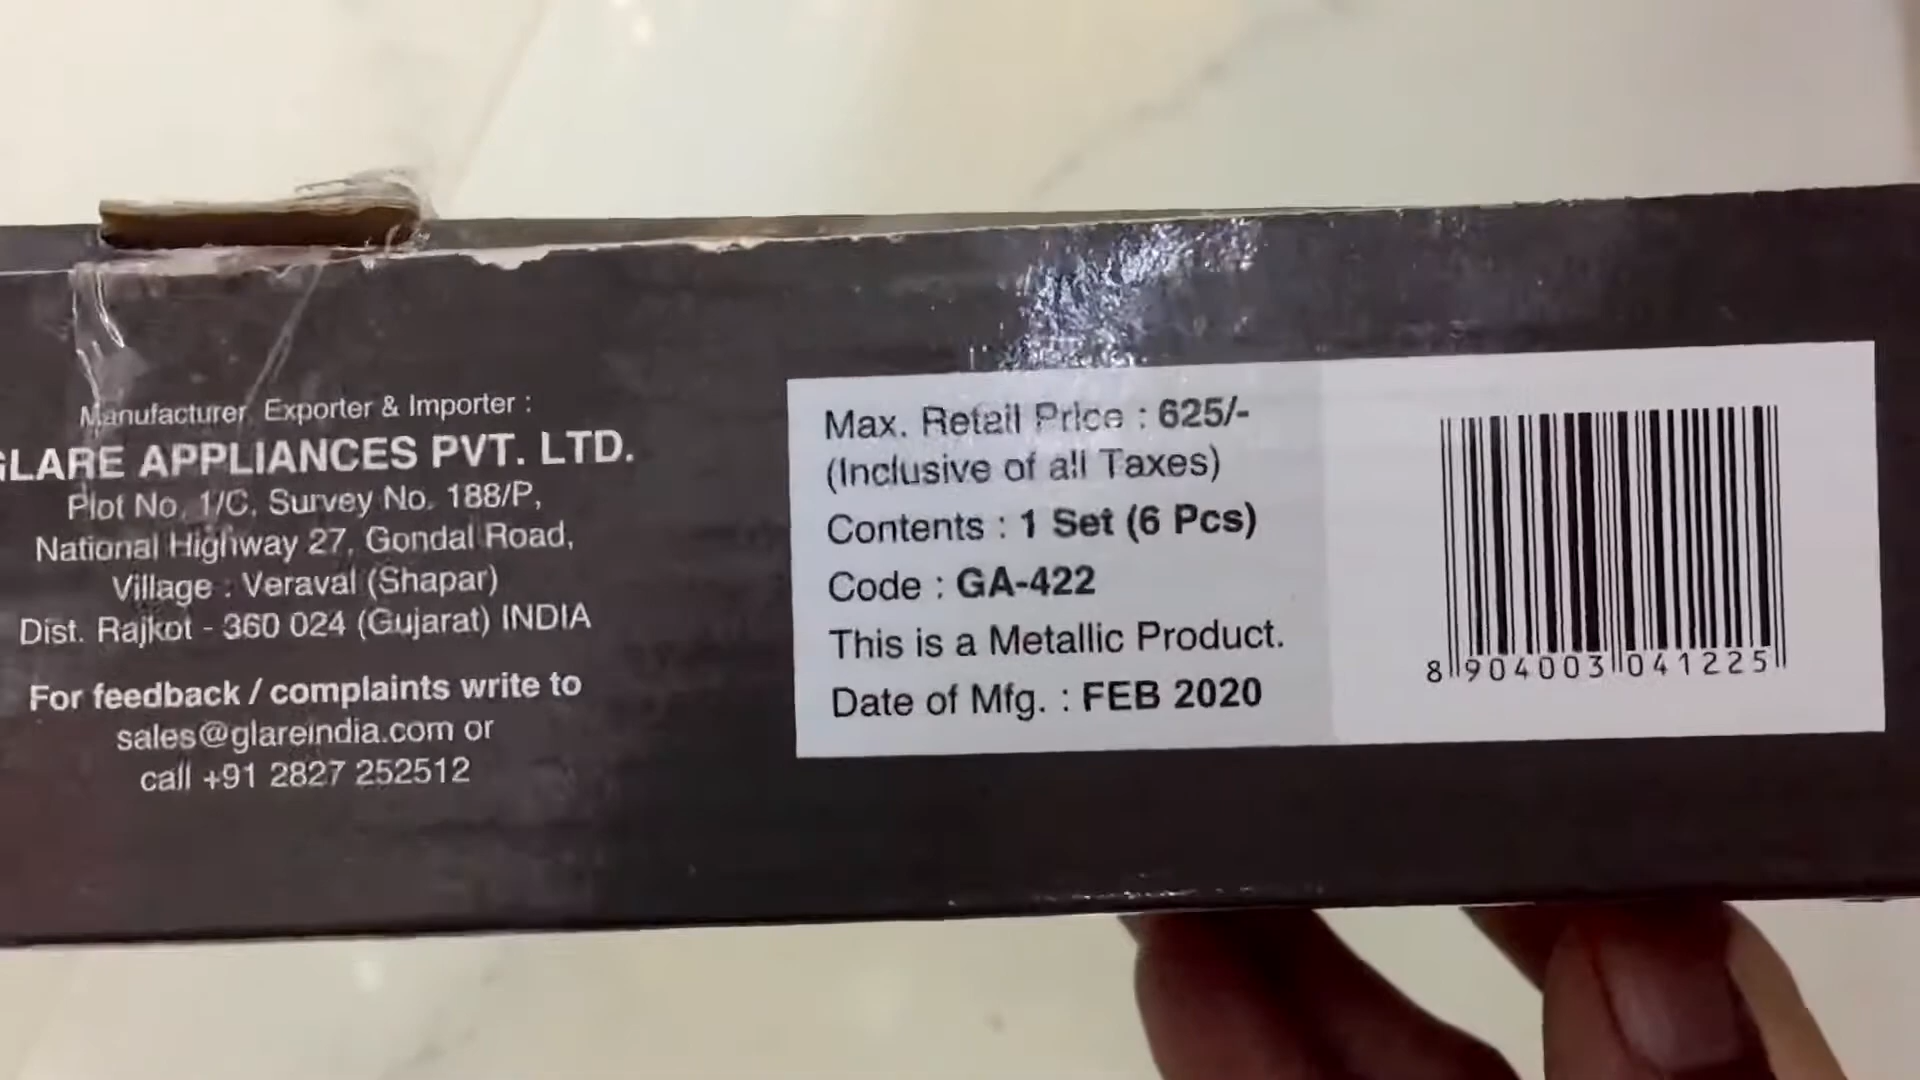 Manufacturer, Exporter & Importer :
GLARE APPLIANCES PVT. LTD.
Plot No. 1/C, Survey No. 188/P,
National Highway 27, Gondal Road,
Village : Veraval (Shapar)
Dist. Rajkot - 360 024 (Gujarat) INDIA
For feedback / complaints write to
sales@glareindia.com or
call +91 2827 252512
Max. Retail Price : 625/-
(Inclusive of all Taxes)
Contents : 1 Set (6 Pcs)
Code : GA-422
This is a Metallic Product.
Date of Mfg. : FEB 2020
8 904003 041225